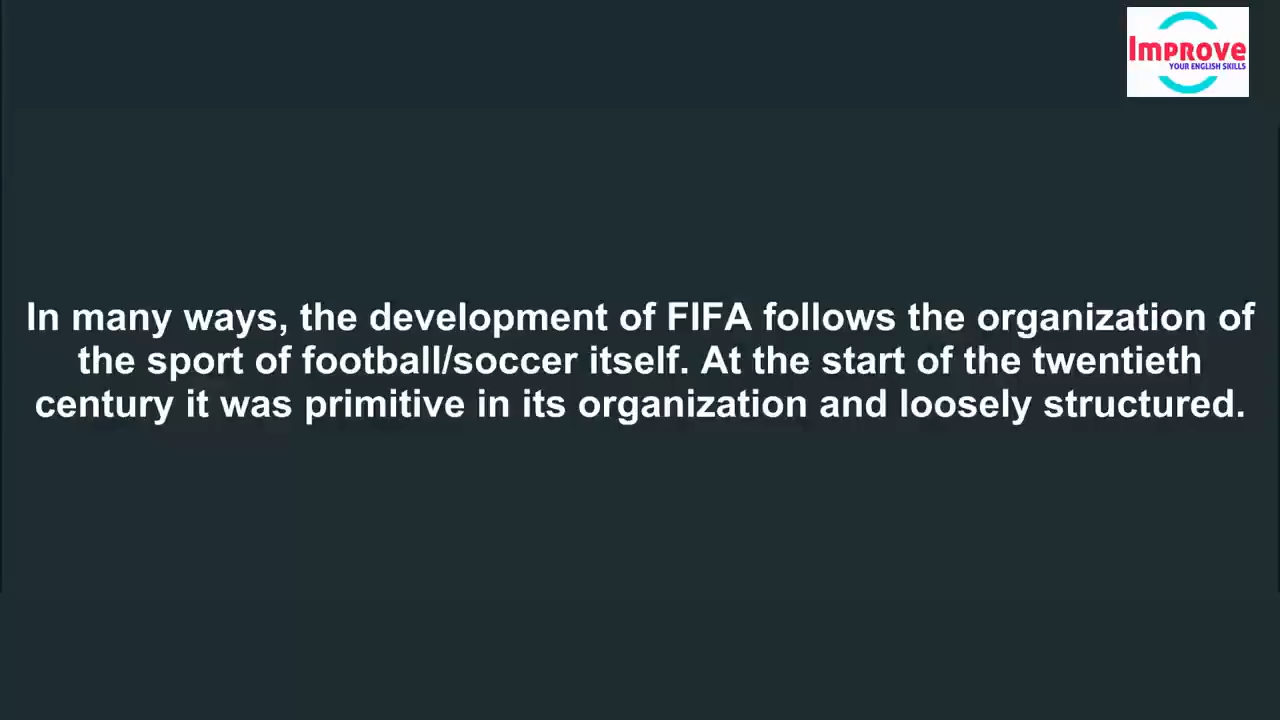 Improve
YOUR ENGLISH SKILLS
In many ways, the development of FIFA follows the organization of
the sport of football/soccer itself. At the start of the twentieth
century it was primitive in its organization and loosely structured.